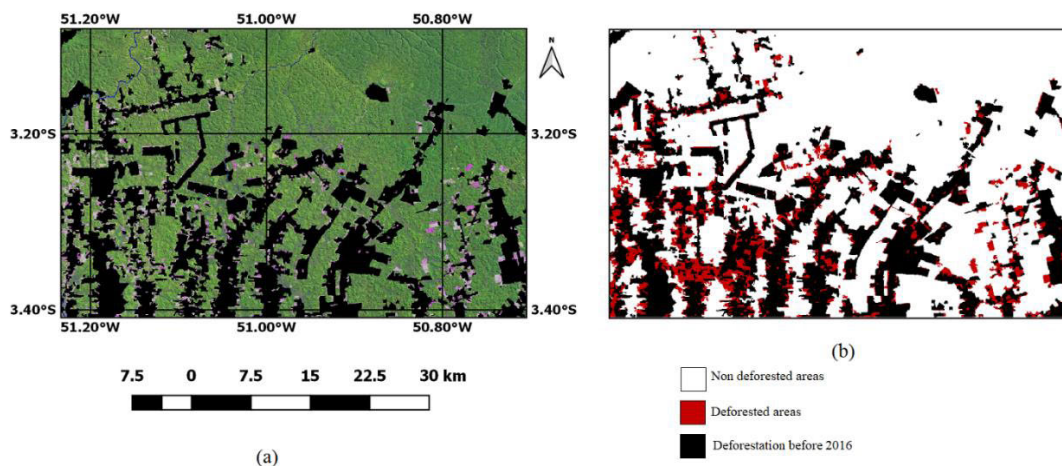 51.20°W 51.00°W 50.80°W
N
3.20°S 3.20°S
3.40°S 3.40°S
51.20°W 51.00°W 50.80°W
7.5 0 7.5 15 22.5 30 km
(a)
(b)
Non deforested areas
Deforested areas
Deforestation before 2016